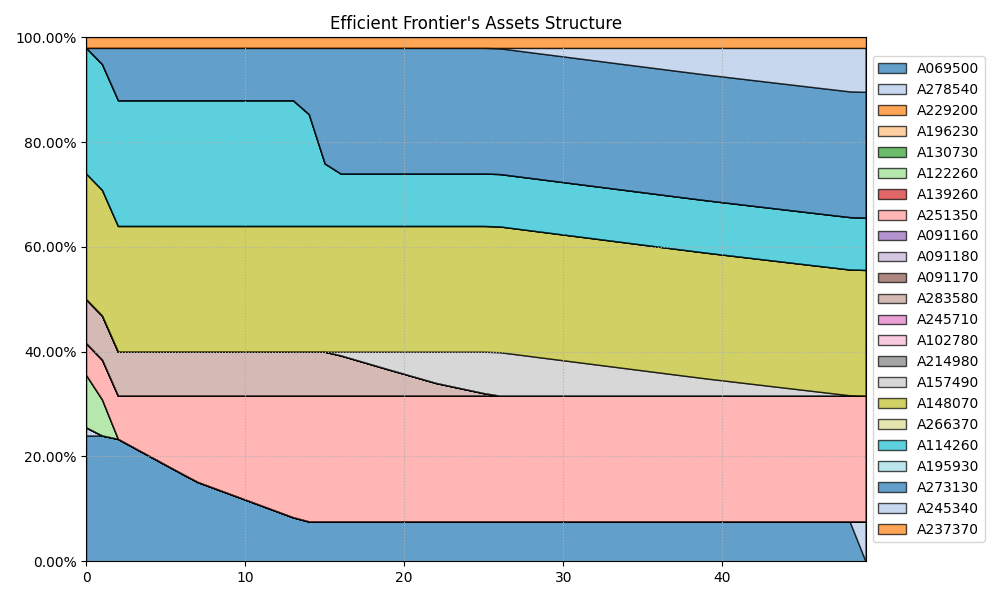 Efficient Frontier's Assets Structure
100.00%
80.00%
60.00%
40.00%
20.00%
0.00%
0
10
20
30
40
A069500
A278540
A229200
A196230
A130730
A122260
A139260
A251350
A091160
A091180
A091170
A283580
A245710
A102780
A214980
A157490
A148070
A266370
A114260
A195930
A273130
A245340
A237370